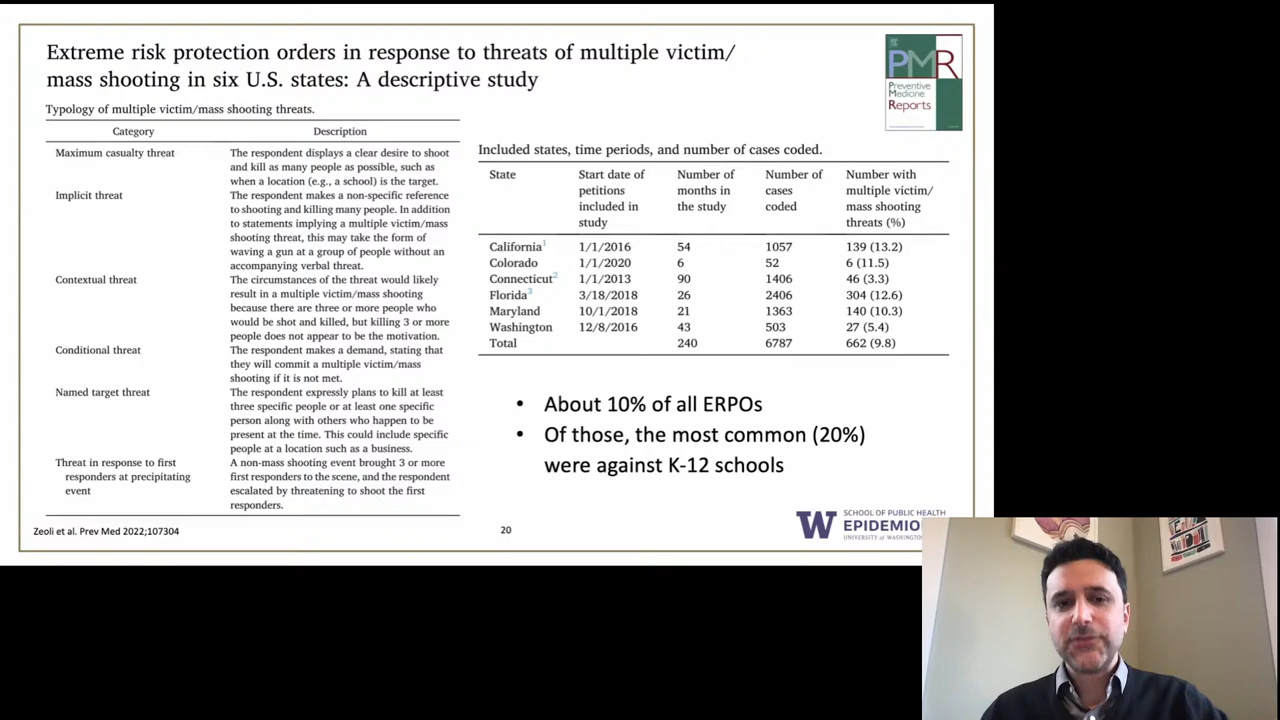 Extreme risk protection orders in response to threats of multiple victim/
mass shooting in six U.S. states: A descriptive study
PMR
Preventive
Medicine
Reports
Typology of multiple victim/mass shooting threats.
Category Description
Maximum casualty threat The respondent displays a clear desire to shoot
and kill as many people as possible, such as
when a location (e.g., a school) is the target.
Implicit threat The respondent makes a non-specific reference
to shooting and killing many people. In addition
to statements implying a multiple victim/mass
shooting threat, this may take the form of
waving a gun at a group of people without an
accompanying verbal threat.
Contextual threat The circumstances of the threat would likely
result in a multiple victim/mass shooting
because there are three or more people who
would be shot and killed, but killing 3 or more
people does not appear to be the motivation.
Conditional threat The respondent makes a demand, stating that
they will commit a multiple victim/mass
shooting if it is not met.
Named target threat The respondent expressly plans to kill at least
three specific people or at least one specific
person along with others who happen to be
present at the time. This could include specific
people at a location such as a business.
Threat in response to first A non-mass shooting event brought 3 or more
responders at precipitating first responders to the scene, and the respondent
event escalated by threatening to shoot the first
responders.
Included states, time periods, and number of cases coded.
State Start date of Number of Number of Number with
petitions months in cases multiple victim/
included in the study coded mass shooting
study threats (%)
California1 1/1/2016 54 1057 139 (13.2)
Colorado 1/1/2020 6 52 6 (11.5)
Connecticut2 1/1/2013 90 1406 46 (3.3)
Florida3 3/18/2018 26 2406 304 (12.6)
Maryland 10/1/2018 21 1363 140 (10.3)
Washington 12/8/2016 43 503 27 (5.4)
Total 240 6787 662 (9.8)
• About 10% of all ERPOs
• Of those, the most common (20%)
were against K-12 schools
Zeoli et al. Prev Med 2022;107304
20
W
SCHOOL OF PUBLIC HEALTH
EPIDEMIO
UNIVERSITY of WASHINGTON